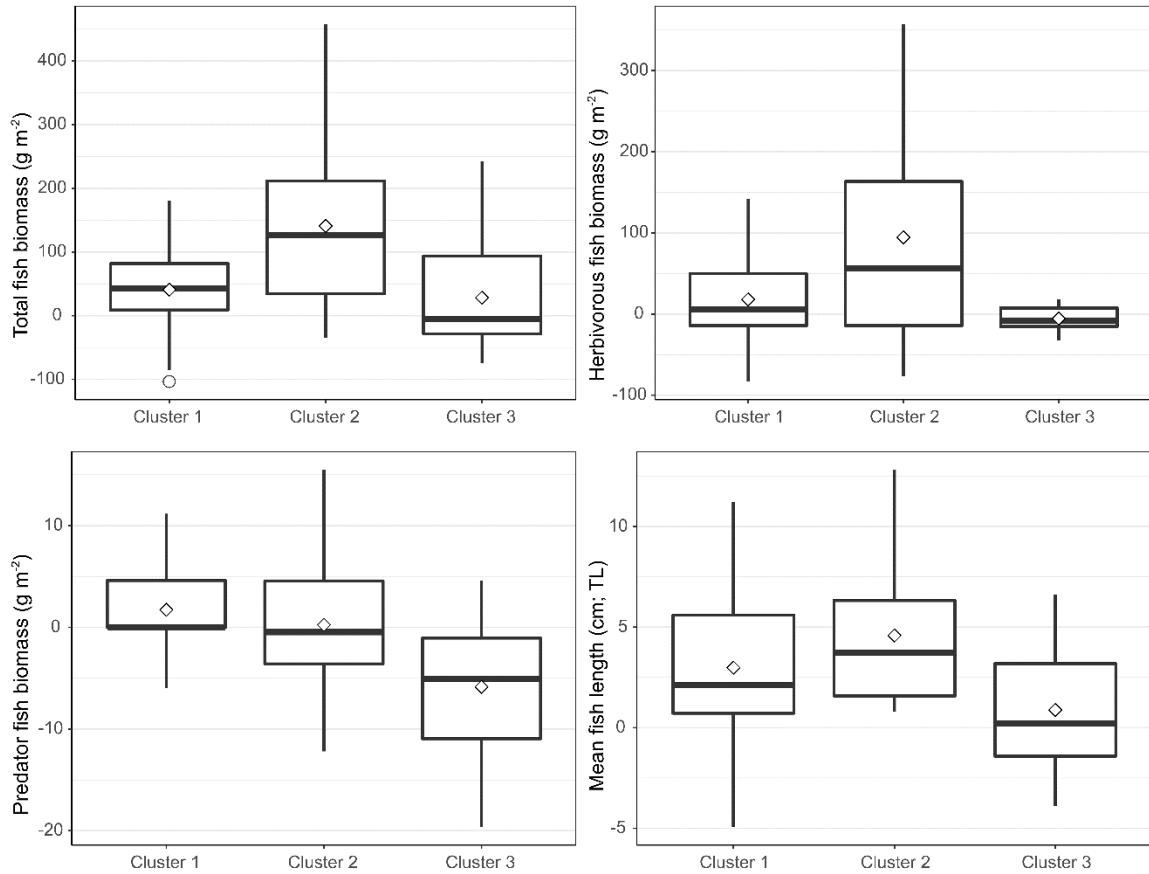 Total fish biomass (g m⁻²)
400
300
200
100
0
-100
Cluster 1 Cluster 2 Cluster 3
Herbivorous fish biomass (g m⁻²)
300
200
100
0
-100
Cluster 1 Cluster 2 Cluster 3
Predator fish biomass (g m⁻²)
10
0
-10
-20
Cluster 1 Cluster 2 Cluster 3
Mean fish length (cm; TL)
10
5
0
-5
Cluster 1 Cluster 2 Cluster 3